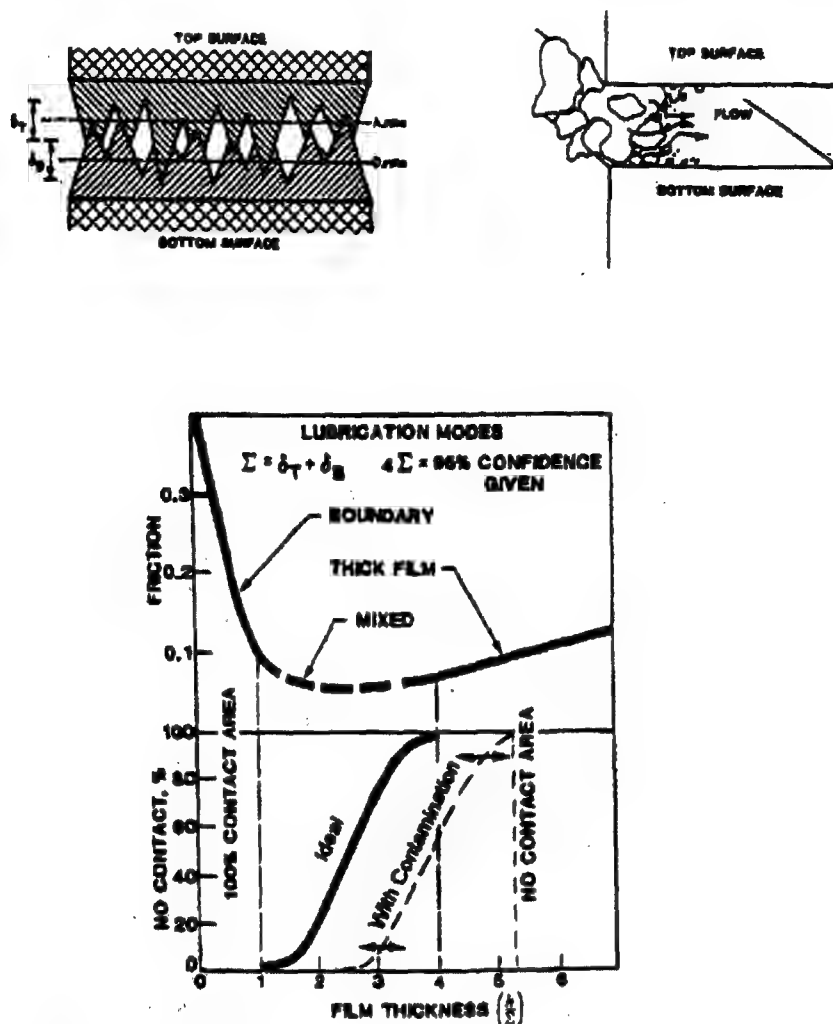 TOP SURFACE
δT
δB
BOTTOM SURFACE
TOP SURFACE
FLOW
BOTTOM SURFACE
LUBRICATION MODES
Σ = δT + δB 4Σ = 95% CONFIDENCE
GIVEN
FRICTION
0.3
0.2
0.1
BOUNDARY
THICK FILM
MIXED
NO CONTACT, %
100
80
60
40
20
0
100% CONTACT AREA
Ideal
With Contamination
NO CONTACT AREA
0 1 2 3 4 5 6
FILM THICKNESS (h/Σ)